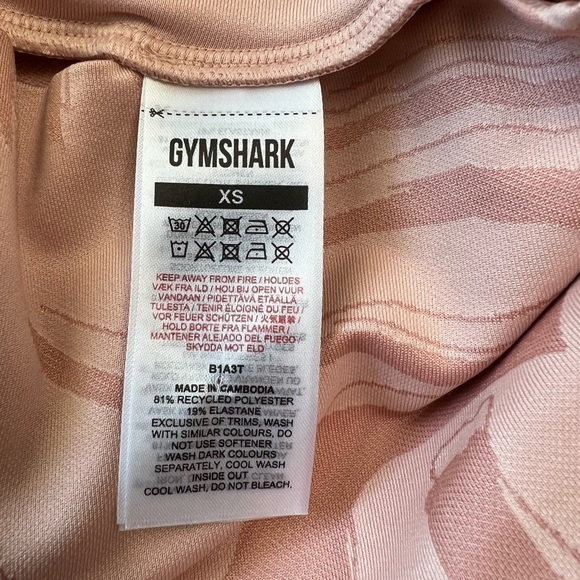 GYMSHARK
XS
30
KEEP AWAY FROM FIRE / HOLDES
VÆK FRA ILD / HOU BIJ OPEN VUUR
VANDAAN / PIDETTÄVÄ ETÄÄLLÄ
TULESTA / TENIR ÉLOIGNÉ DU FEU /
VOR FEUER SCHÜTZEN / 火気厳禁 /
HOLD BORTE FRA FLAMMER /
MANTENER ALEJADO DEL FUEGO
SKYDDA MOT ELD
B1A3T
MADE IN CAMBODIA
81% RECYCLED POLYESTER
19% ELASTANE
EXCLUSIVE OF TRIMS, WASH
WITH SIMILAR COLOURS, DO
NOT USE SOFTENER
WASH DARK COLOURS
SEPARATELY, COOL WASH
INSIDE OUT
COOL WASH, DO NOT BLEACH.